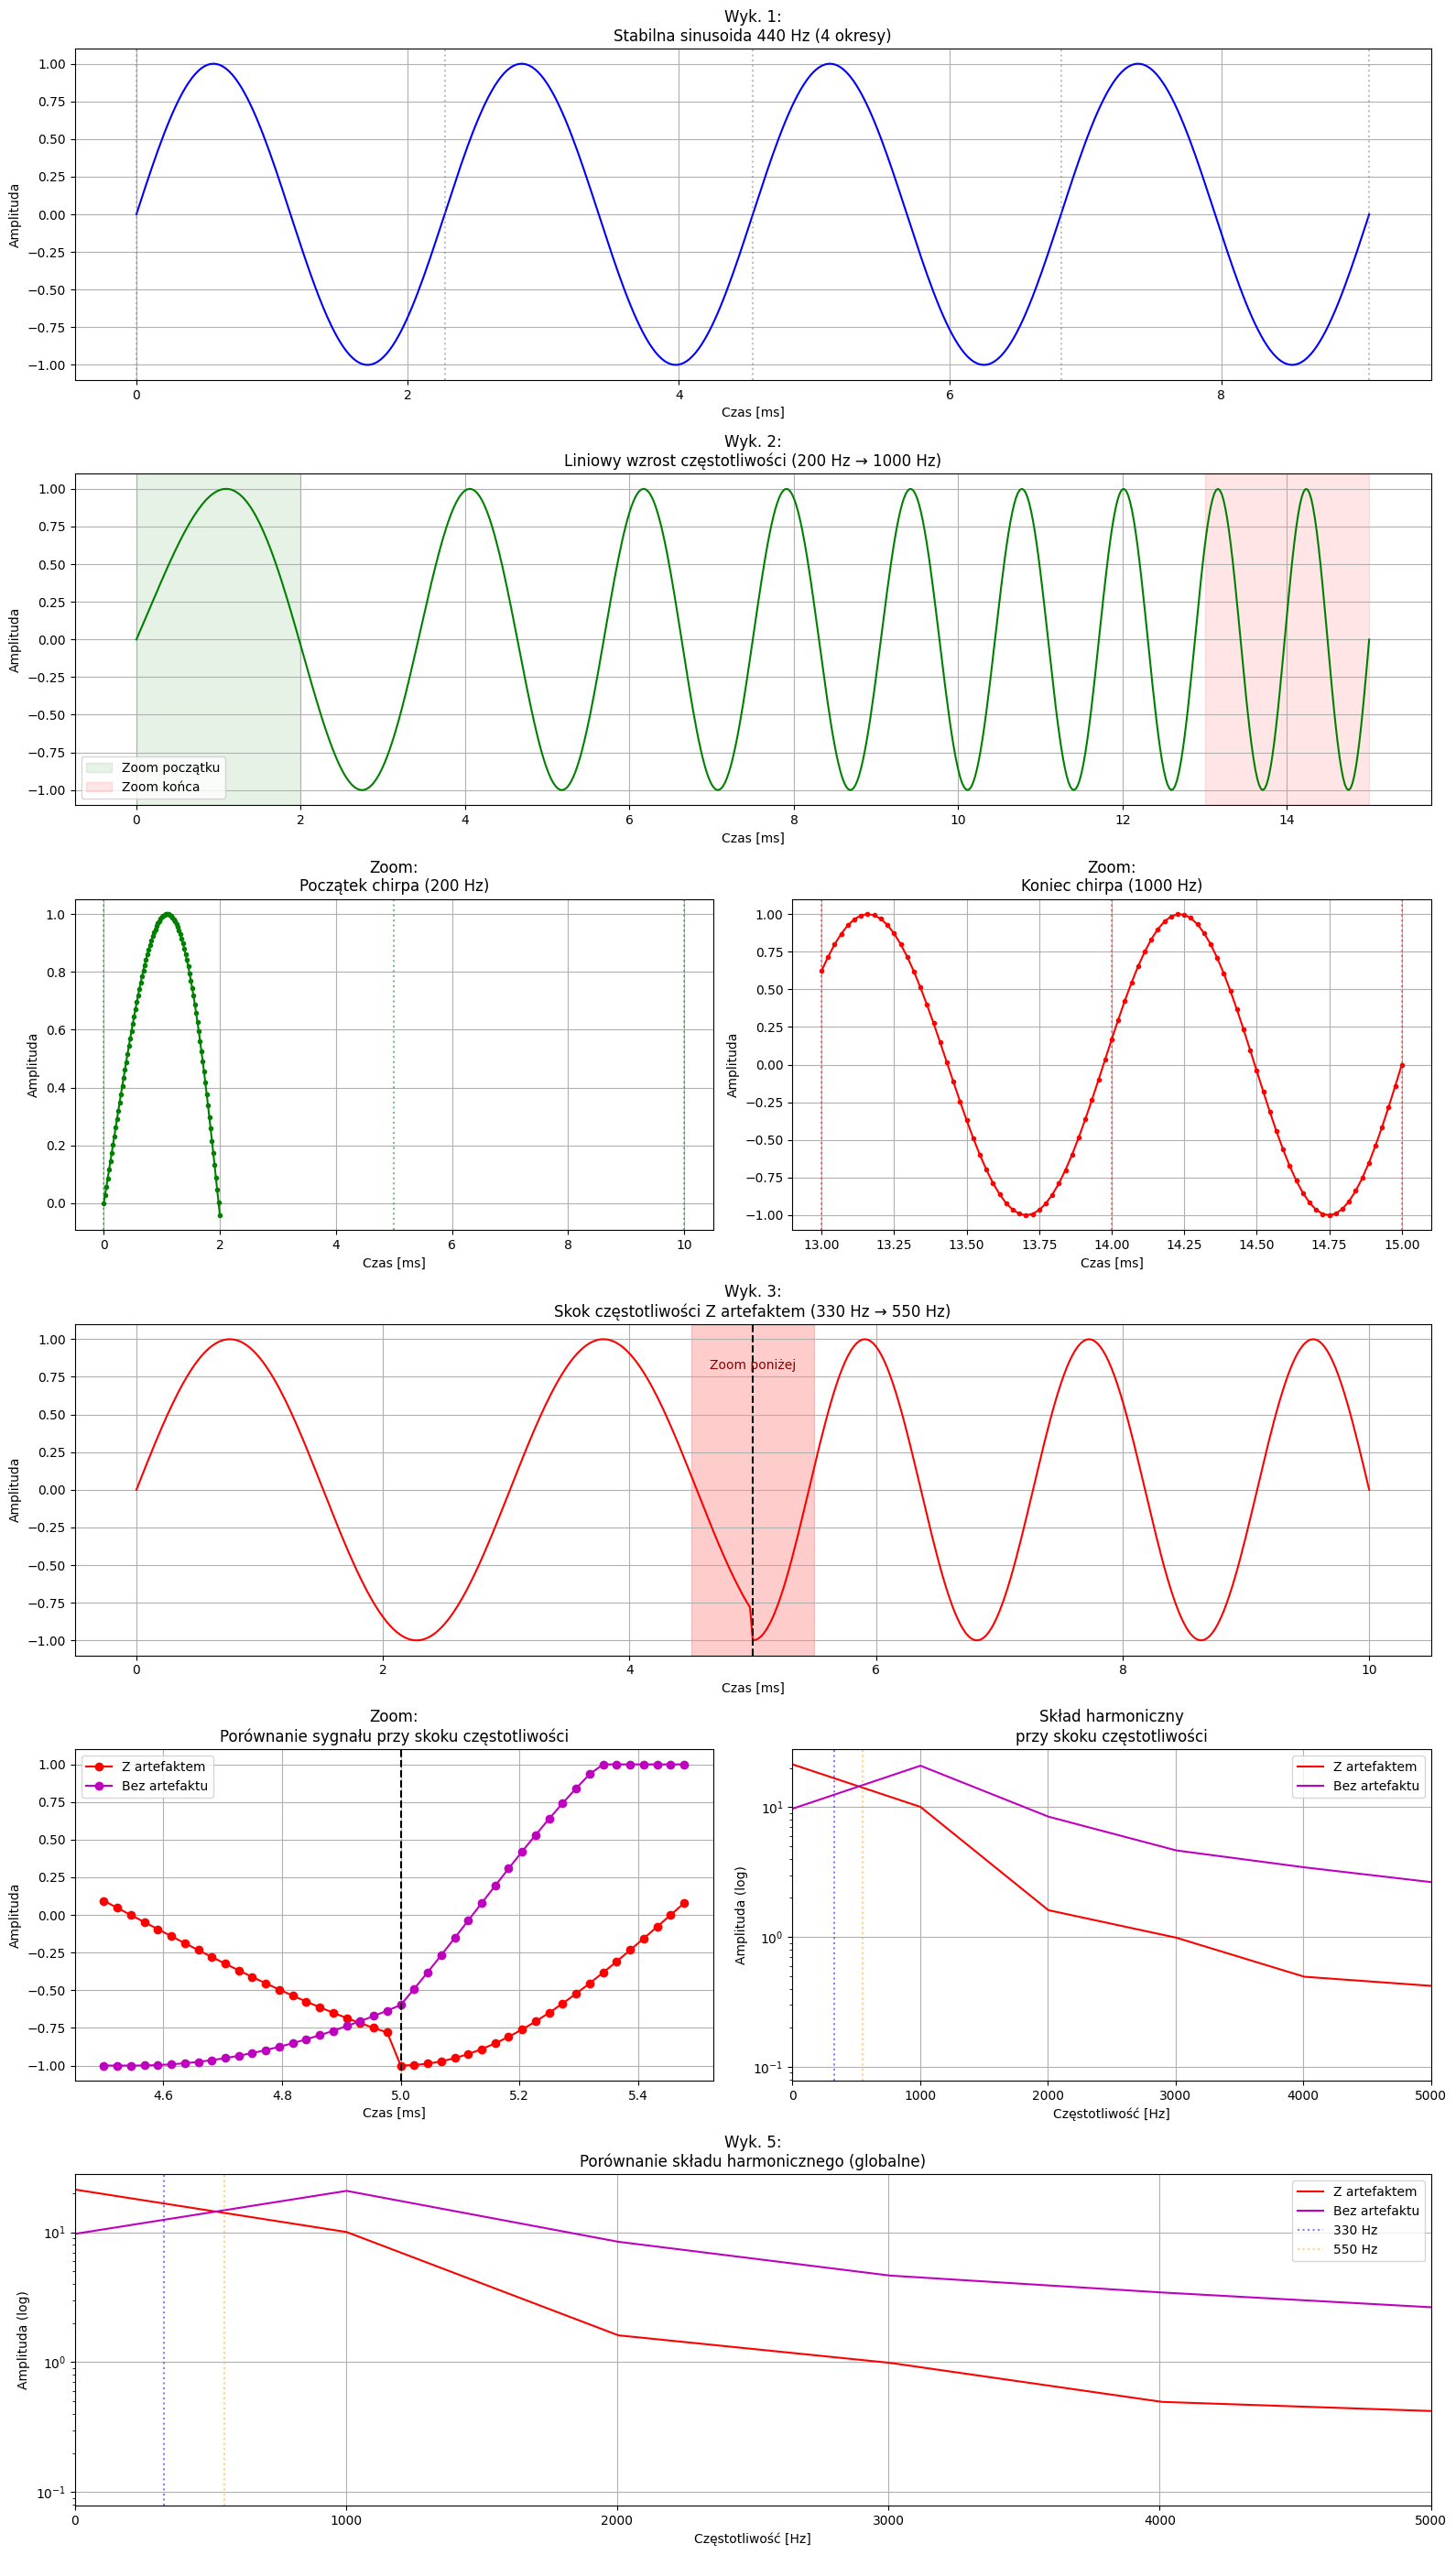 Wyk. 1:
Stabilna sinusoida 440 Hz (4 okresy)
1.00
0.75
0.50
0.25
0.00
−0.25
−0.50
−0.75
−1.00
Amplituda
0 2 4 6 8
Czas [ms]
Wyk. 2:
Liniowy wzrost częstotliwości (200 Hz → 1000 Hz)
1.00
0.75
0.50
0.25
0.00
−0.25
−0.50
−0.75
−1.00
Amplituda
Zoom początku
Zoom końca
0 2 4 6 8 10 12 14
Czas [ms]
Zoom:
Początek chirpa (200 Hz)
1.0
0.8
0.6
0.4
0.2
0.0
Amplituda
0 2 4 6 8 10
Czas [ms]
Zoom:
Koniec chirpa (1000 Hz)
1.00
0.75
0.50
0.25
0.00
−0.25
−0.50
−0.75
−1.00
Amplituda
13.00 13.25 13.50 13.75 14.00 14.25 14.50 14.75 15.00
Czas [ms]
Wyk. 3:
Skok częstotliwości Z artefaktem (330 Hz → 550 Hz)
1.00
0.75
0.50
0.25
0.00
−0.25
−0.50
−0.75
−1.00
Amplituda
Zoom poniżej
0 2 4 6 8 10
Czas [ms]
Zoom:
Porównanie sygnału przy skoku częstotliwości
Z artefaktem
Bez artefaktu
1.00
0.75
0.50
0.25
0.00
−0.25
−0.50
−0.75
−1.00
Amplituda
4.6 4.8 5.0 5.2 5.4
Czas [ms]
Skład harmoniczny
przy skoku częstotliwości
Z artefaktem
Bez artefaktu
10¹
10⁰
10⁻¹
Amplituda (log)
0 1000 2000 3000 4000 5000
Częstotliwość [Hz]
Wyk. 5:
Porównanie składu harmonicznego (globalne)
Z artefaktem
Bez artefaktu
330 Hz
550 Hz
10¹
10⁰
10⁻¹
Amplituda (log)
0 1000 2000 3000 4000 5000
Częstotliwość [Hz]